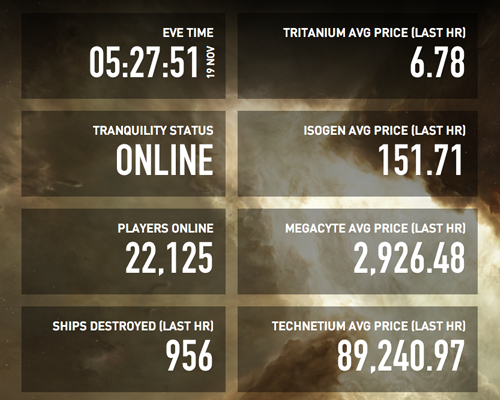 EVE TIME
05:27:51 19 NOV
TRITANIUM AVG PRICE (LAST HR)
6.78
TRANQUILITY STATUS
ONLINE
ISOGEN AVG PRICE (LAST HR)
151.71
PLAYERS ONLINE
22,125
MEGACYTE AVG PRICE (LAST HR)
2,926.48
SHIPS DESTROYED (LAST HR)
956
TECHNETIUM AVG PRICE (LAST HR)
89,240.97